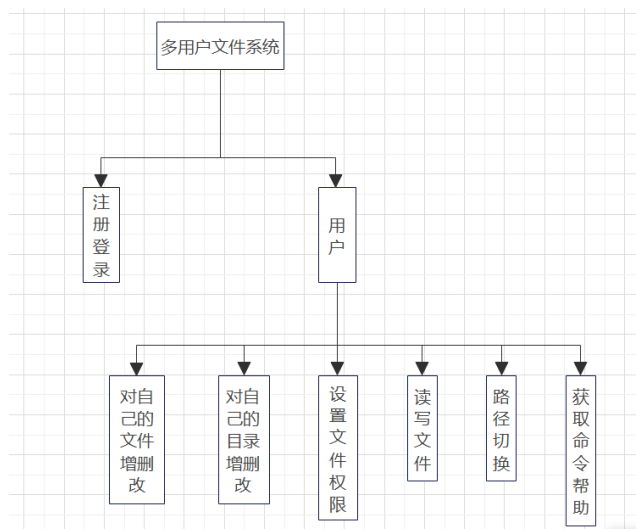 多用户文件系统
注册登录
用户
对自己的文件增删改
对自己的目录增删改
设置文件权限
读写文件
路径切换
获取命令帮助